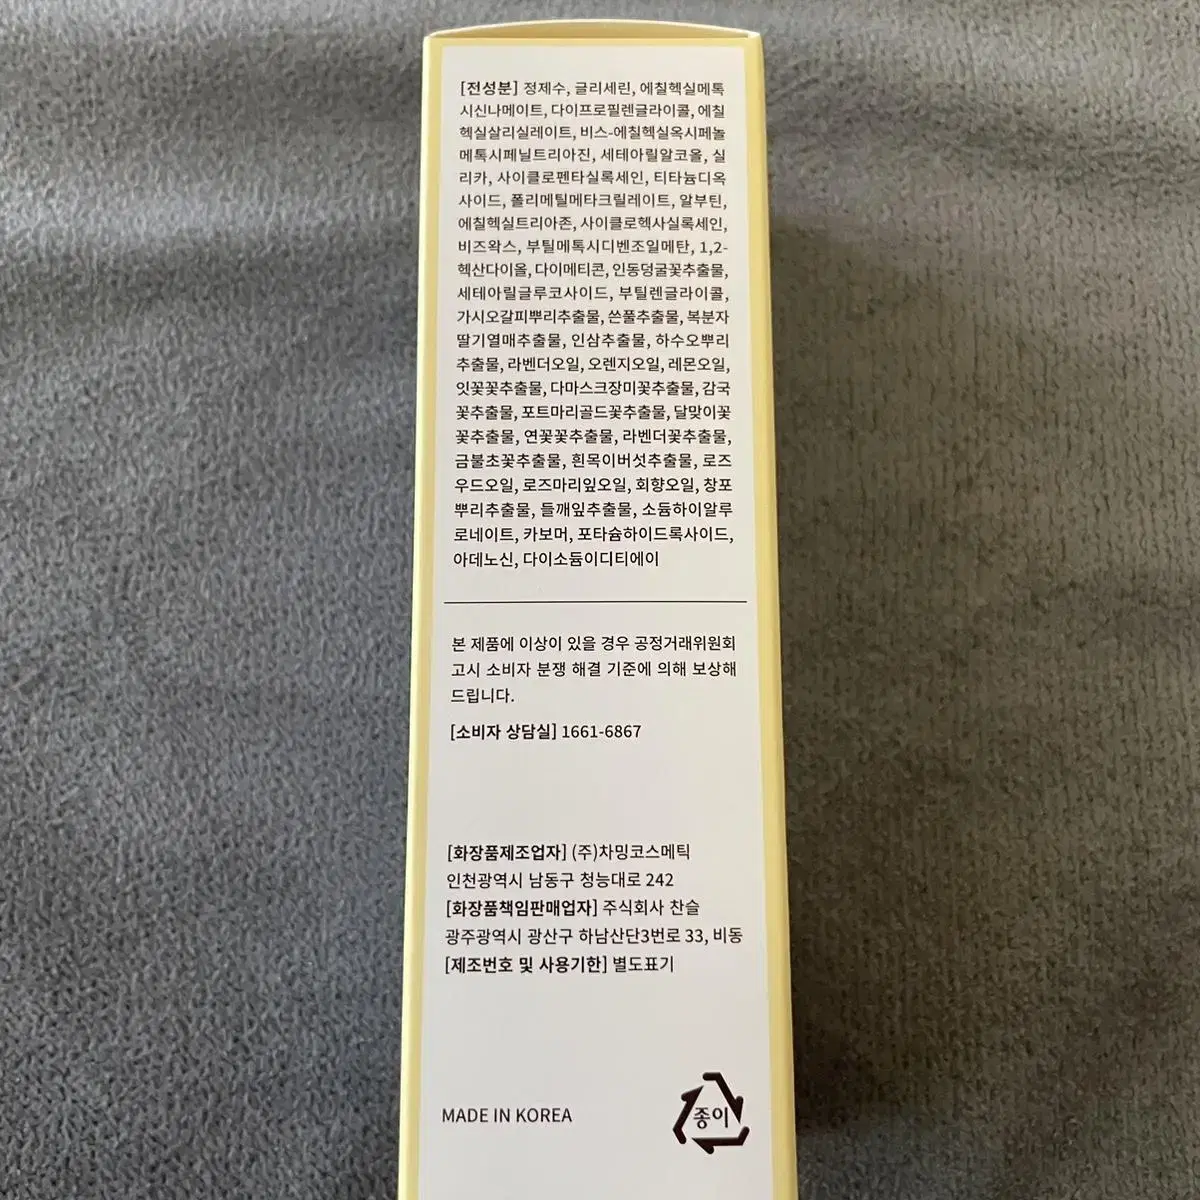 [전성분] 정제수, 글리세린, 에칠헥실메톡
시신나메이트, 다이프로필렌글라이콜, 에칠
헥실살리실레이트, 비스-에칠헥실옥시페놀
메톡시페닐트리아진, 세테아릴알코올, 실
리카, 사이클로펜타실록세인, 티타늄디옥
사이드, 폴리메틸메타크릴레이트, 알부틴,
에칠헥실트리아존, 사이클로헥사실록세인,
비즈왁스, 부틸메톡시디벤조일메탄, 1,2-
헥산다이올, 다이메티콘, 인동덩굴꽃추출물,
세테아릴글루코사이드, 부틸렌글라이콜,
가시오갈피뿌리추출물, 쓴풀추출물, 복분자
딸기열매추출물, 인삼추출물, 하수오뿌리
추출물, 라벤더오일, 오렌지오일, 레몬오일,
잇꽃꽃추출물, 다마스크장미꽃추출물, 감국
꽃추출물, 포트마리골드꽃추출물, 달맞이꽃
꽃추출물, 연꽃꽃추출물, 라벤더꽃추출물,
금불초꽃추출물, 흰목이버섯추출물, 로즈
우드오일, 로즈마리잎오일, 회향오일, 창포
뿌리추출물, 들깨잎추출물, 소듐하이알루
로네이트, 카보머, 포타슘하이드록사이드,
아데노신, 다이소듐이디티에이
본 제품에 이상이 있을 경우 공정거래위원회
고시 소비자 분쟁 해결 기준에 의해 보상해
드립니다.
[소비자 상담실] 1661-6867
[화장품제조업자] (주)차밍코스메틱
인천광역시 남동구 청능대로 242
[화장품책임판매업자] 주식회사 찬슬
광주광역시 광산구 하남산단3번로 33, 비동
[제조번호 및 사용기한] 별도표기
MADE IN KOREA
종이